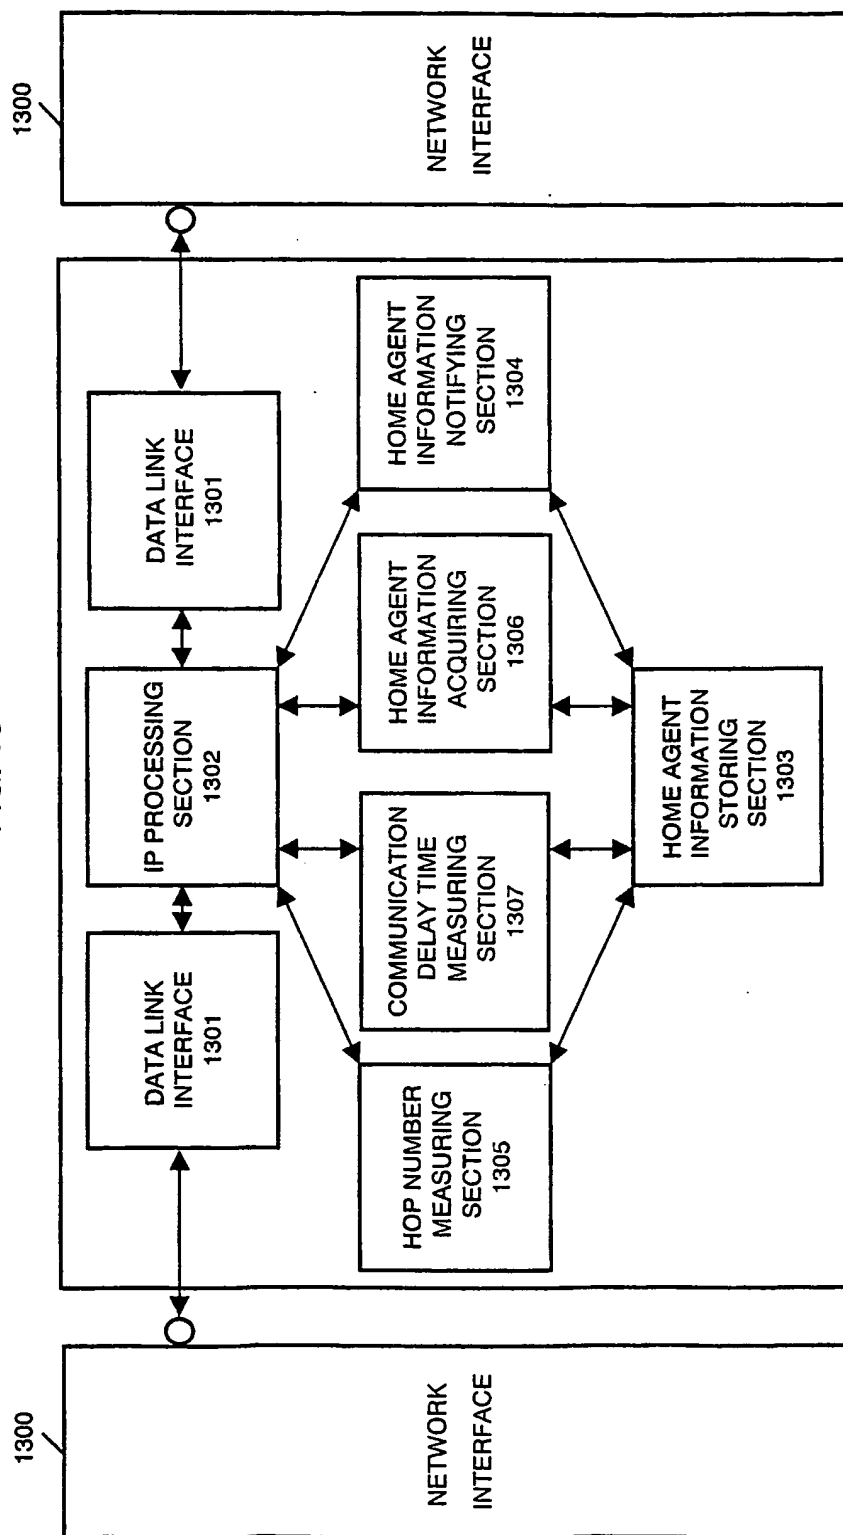 1300
1300
DATA LINK
INTERFACE
1301
IP PROCESSING
SECTION
1302
DATA LINK
INTERFACE
1301
HOP NUMBER
MEASURING
SECTION
1305
COMMUNICATION
DELAY TIME
MEASURING
SECTION
1307
HOME AGENT
INFORMATION
ACQUIRING
SECTION
1306
HOME AGENT
INFORMATION
NOTIFYING
SECTION
1304
NETWORK
INTERFACE
NETWORK
INTERFACE
HOME AGENT
INFORMATION
STORING
SECTION
1303